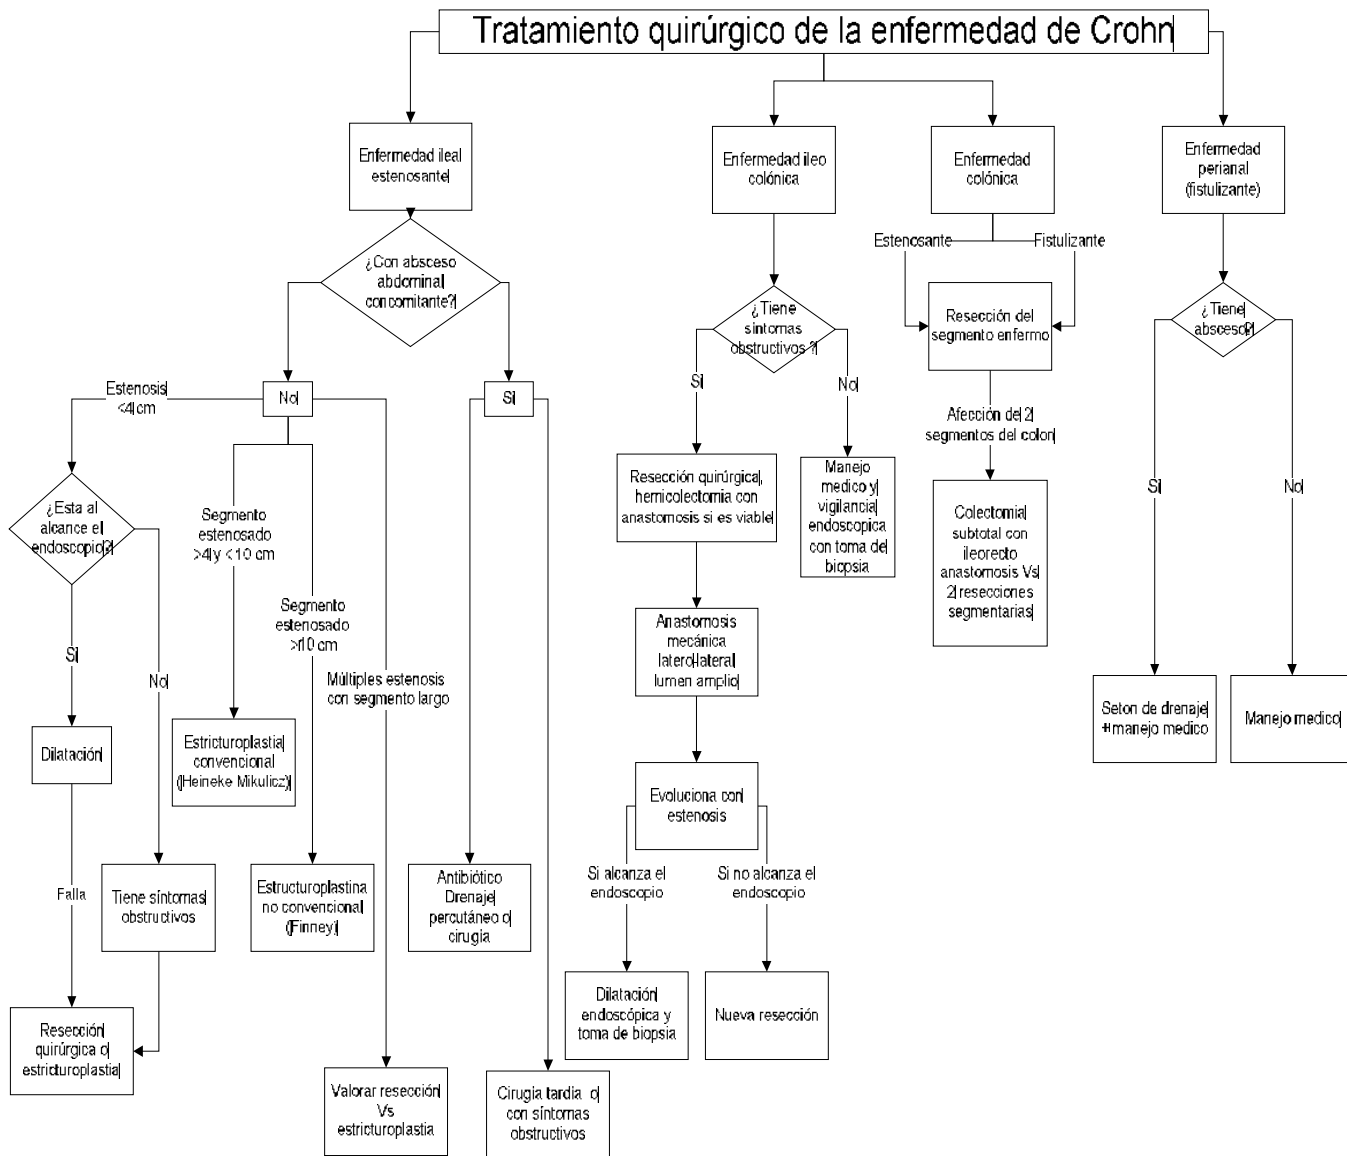 Tratamiento quirúrgico de la enfermedad de Crohn
Enfermedad ileal
estenosante
Enfermedad ileo
colónica
Enfermedad
colónica
Enfermedad
perianal
(fistulizante)
¿Con absceso
abdominal
concomitante?
Estenosante
Fistulizante
¿Tiene
síntomas
obstructivos ?
Resección del
segmento enfermo
¿Tiene
absceso?
Estenosis
<4 cm
No
Si
Si
No
Afección de 2
segmentos del colon
Si
No
¿Esta al
alcance el
endoscopio?
Segmento
estenosado
>4 y <10 cm
Resección quirúrgica,
hemicolectomia con
anastomosis si es viable
Manejo
medico y
vigilancia
endoscopica
con toma de
biopsia
Colectomia
subtotal con
ileorecto
anastomosis Vs
2 resecciones
segmentarias
Segmento
estenosado
>10 cm
Si
No
Múltiples estenosis
con segmento largo
Anastomosis
mecánica
latero-lateral
lumen amplio
Seton de drenaje
+manejo medico
Manejo medico
Dilatación
Estricturoplastia
convencional
(Heineke Mikulicz)
Evoluciona con
estenosis
Falla
Tiene síntomas
obstructivos
Estructuroplastina
no convencional
(Finney)
Antibiótico
Drenaje
percutáneo o
cirugía
Si alcanza el
endoscopio
Si no alcanza el
endoscopio
Resección
quirúrgica o
estricturoplastia
Dilatación
endoscópica y
toma de biopsia
Nueva resección
Valorar resección
Vs
estricturoplastia
Cirugía tardía o
con síntomas
obstructivos